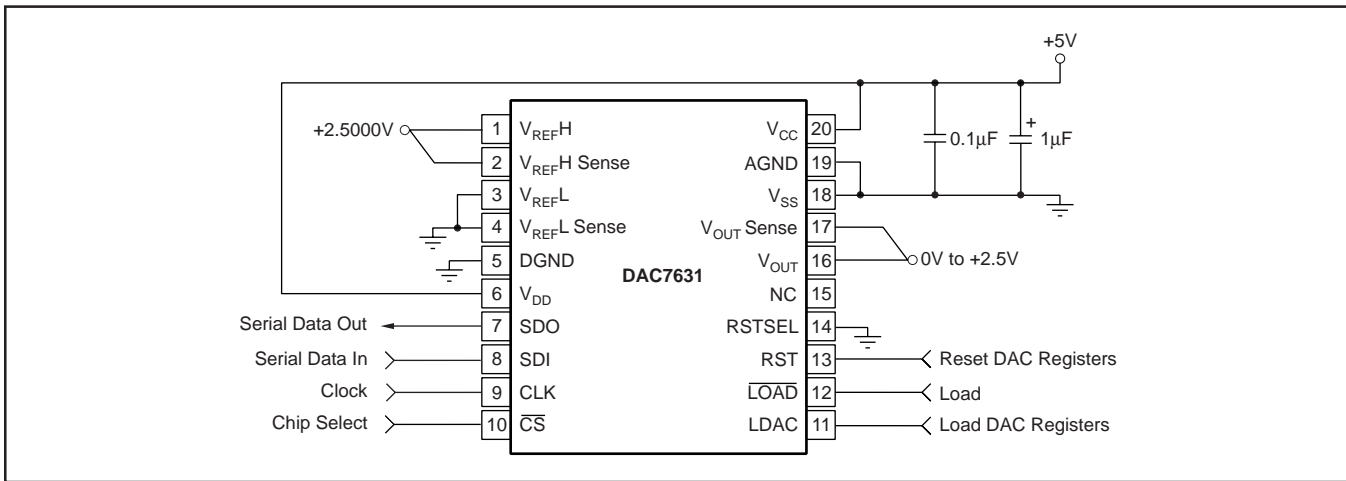 +5V
+2.5000V
1 V_REFH
2 V_REFH Sense
3 V_REFL
4 V_REFL Sense
5 DGND
6 V_DD
7 SDO
8 SDI
9 CLK
10 C̅S̅
Serial Data Out
Serial Data In
Clock
Chip Select
DAC7631
V_CC 20
AGND 19
V_SS 18
V_OUT Sense 17
V_OUT 16
NC 15
RSTSEL 14
RST 13
L̅O̅A̅D̅ 12
LDAC 11
0.1µF
+
1µF
0V to +2.5V
Reset DAC Registers
Load
Load DAC Registers